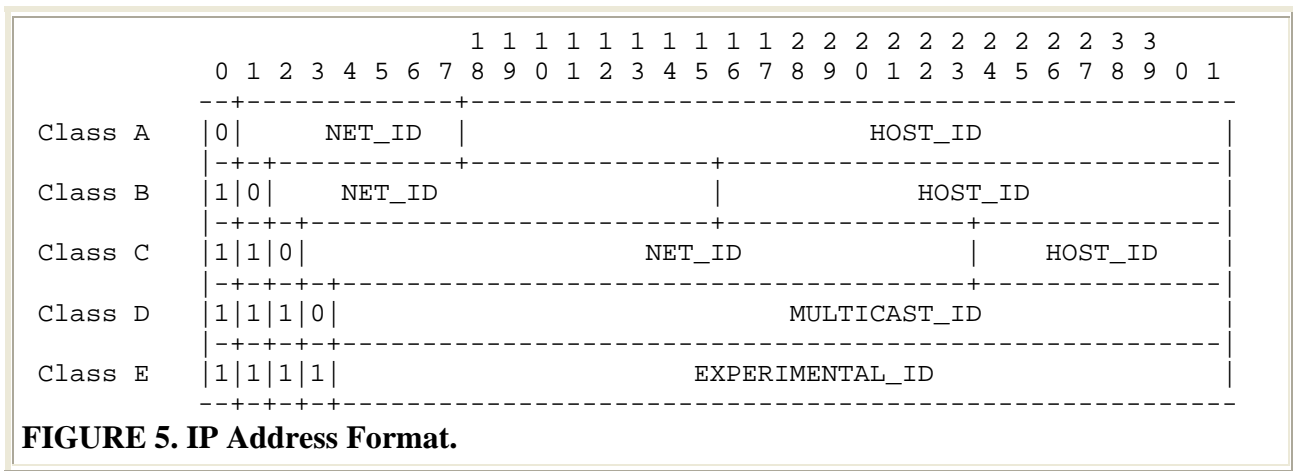 1 1 1 1 1 1 1 1 1 1 2 2 2 2 2 2 2 2 2 2 3 3
            0 1 2 3 4 5 6 7 8 9 0 1 2 3 4 5 6 7 8 9 0 1 2 3 4 5 6 7 8 9 0 1
           --+-------------+------------------------------------------------
Class A    |0|     NET_ID  |                         HOST_ID               |
           |-+-+-----------+---------------+-------------------------------|
Class B    |1|0|    NET_ID                 |            HOST_ID            |
           |-+-+-+-------------------------+---------------+---------------|
Class C    |1|1|0|                     NET_ID              |    HOST_ID    |
           |-+-+-+-+---------------------------------------+---------------|
Class D    |1|1|1|0|                            MULTICAST_ID               |
           |-+-+-+-+-------------------------------------------------------|
Class E    |1|1|1|1|                      EXPERIMENTAL_ID                  |
           --+-+-+-+--------------------------------------------------------
FIGURE 5. IP Address Format.